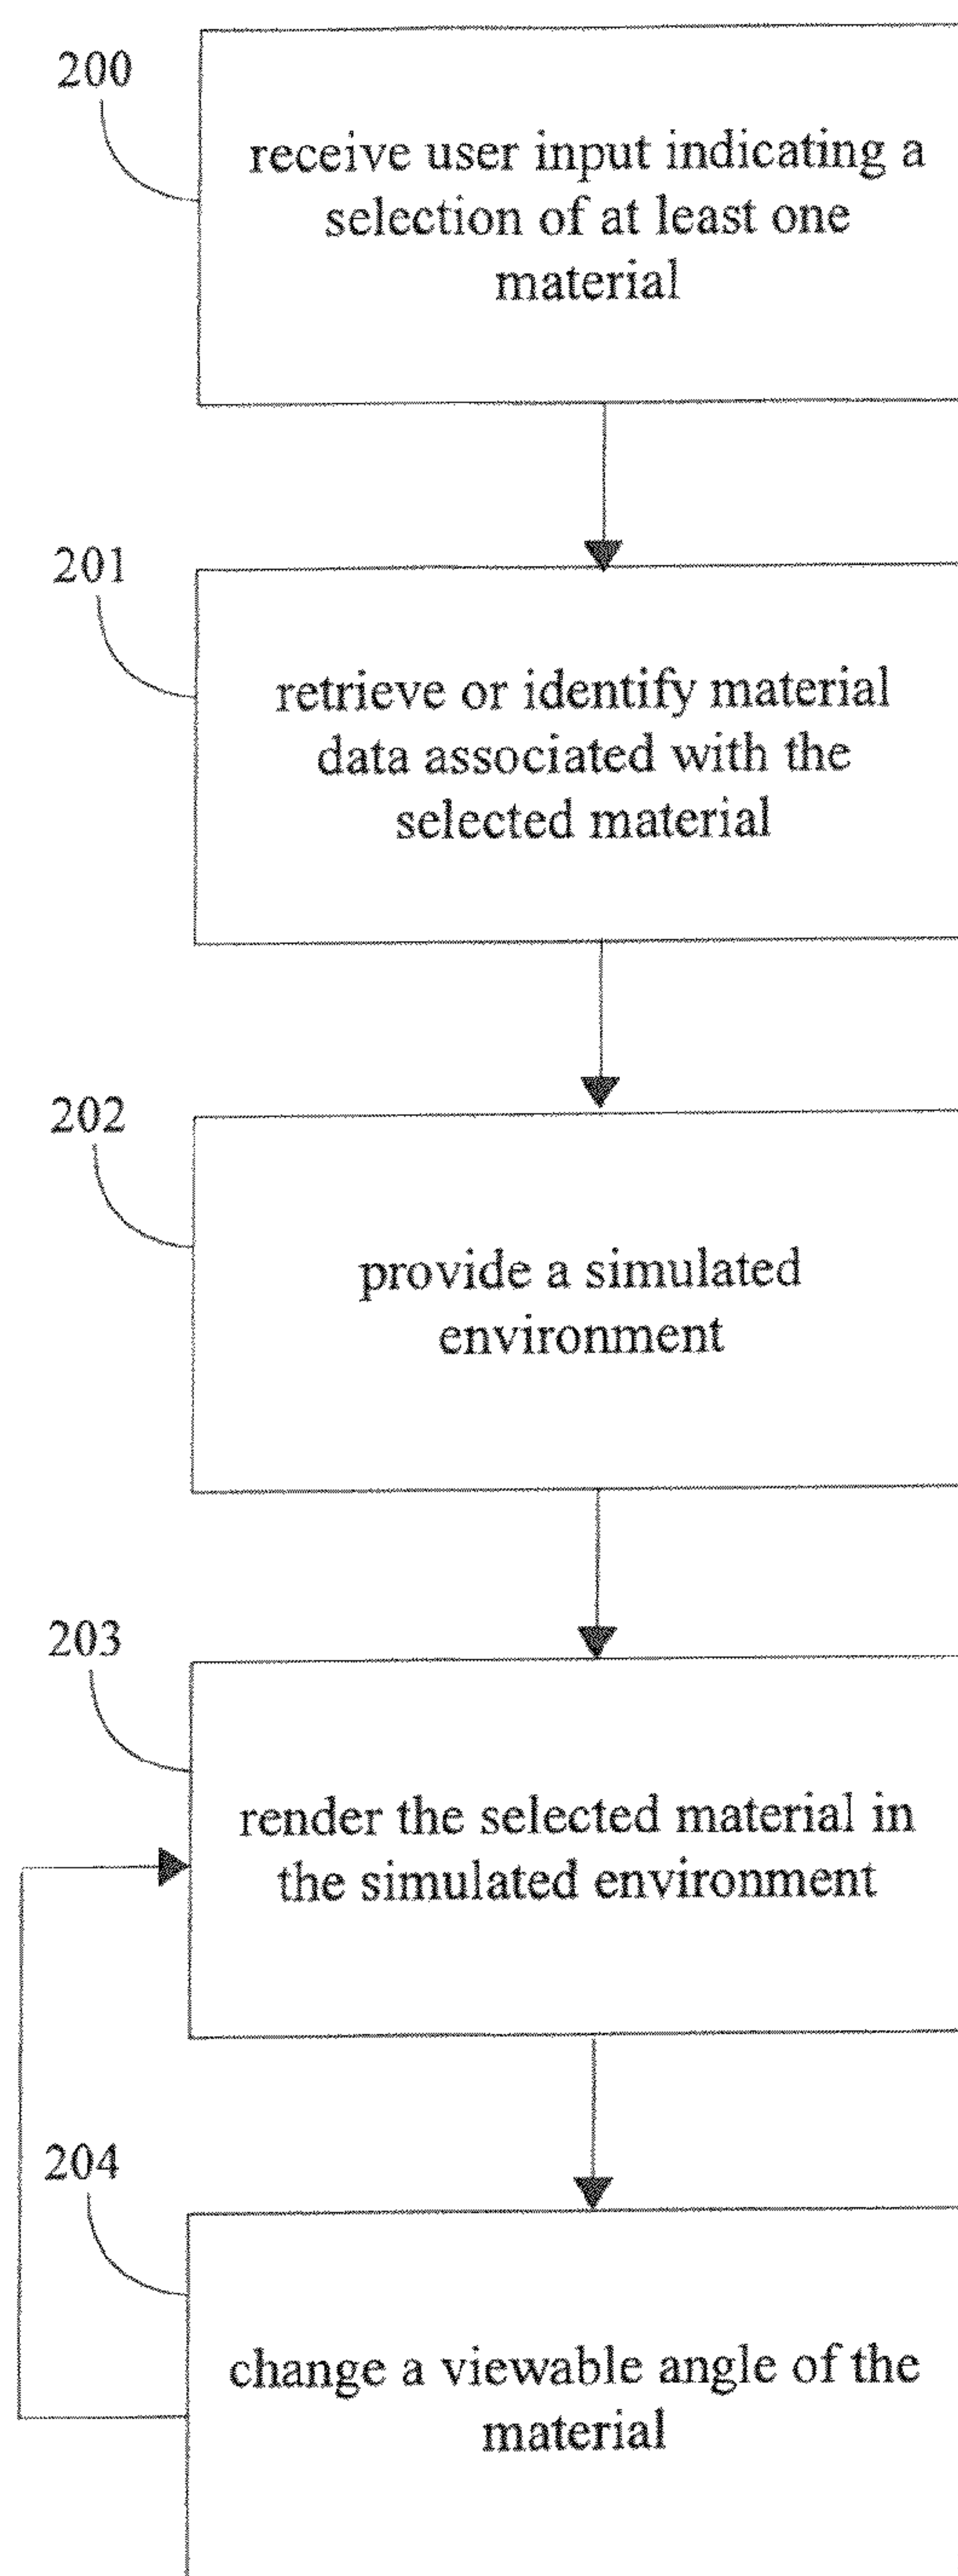 200
receive user input indicating a
selection of at least one
material
201
retrieve or identify material
data associated with the
selected material
202
provide a simulated
environment
203
render the selected material in
the simulated environment
204
change a viewable angle of the
material